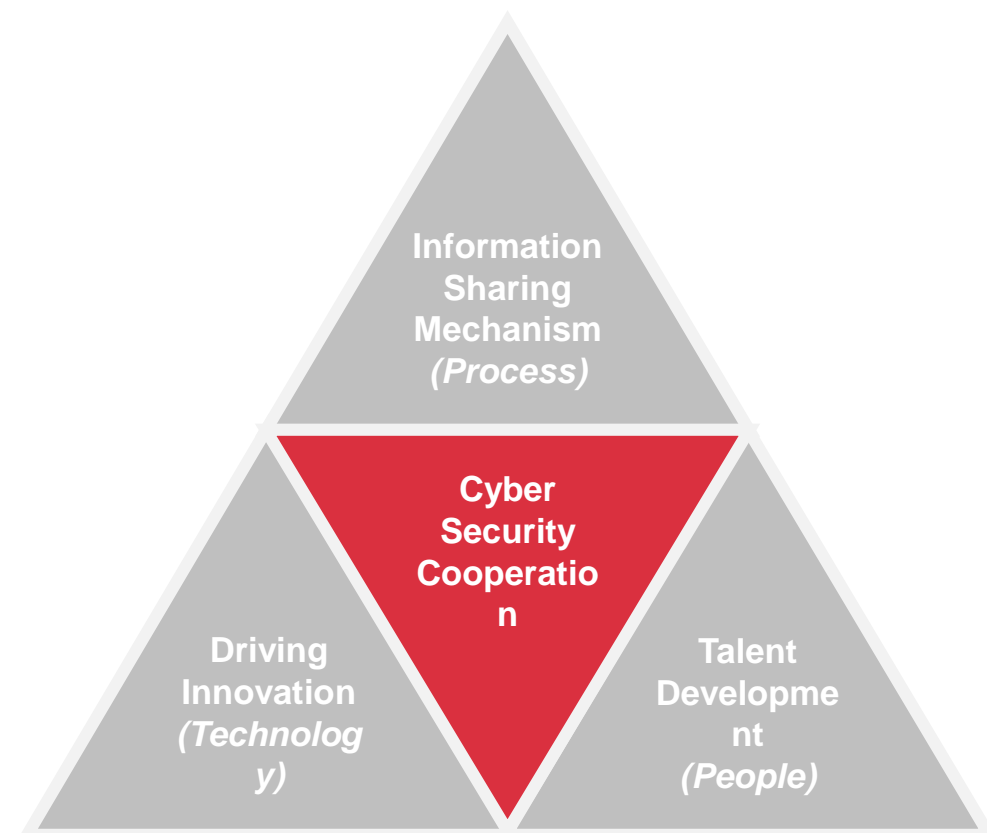 Information
Sharing
Mechanism
(Process)
Cyber
Security
Cooperatio
n
Driving
Innovation
(Technolog
y)
Talent
Developme
nt
(People)